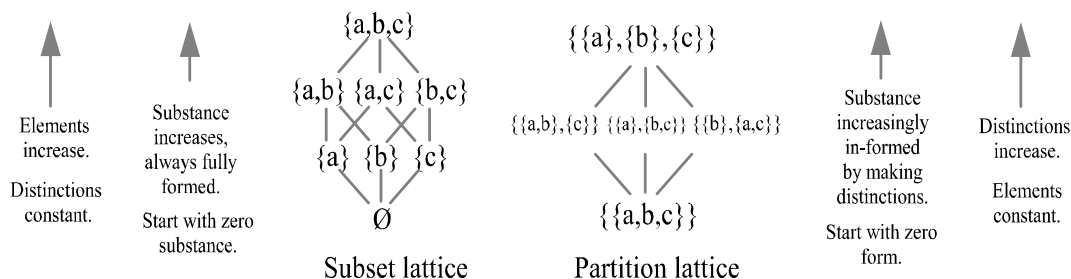 Elements
increase.
Distinctions
constant.
Substance
increases,
always fully
formed.
Start with zero
substance.
{a,b,c}
{a,b} {a,c} {b,c}
{a} {b} {c}
Ø
Subset lattice
{{a},{b},{c}}
{{a,b},{c}} {{a},{b,c}} {{b},{a,c}}
{{a,b,c}}
Partition lattice
Substance
increasingly
in-formed
by making
distinctions.
Start with zero
form.
Distinctions
increase.
Elements
constant.